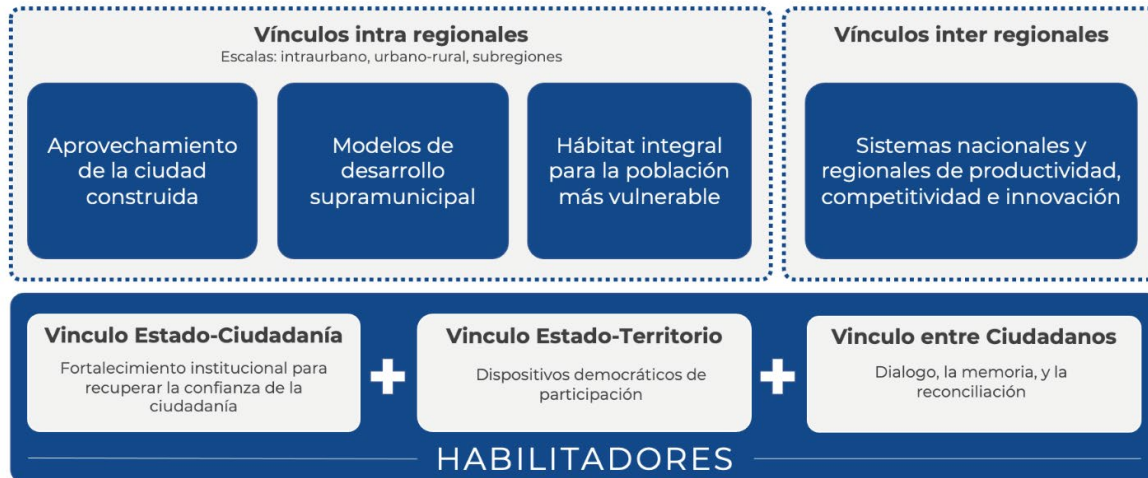 Vínculos intra regionales
Escalas: intraurbano, urbano-rural, subregiones
Aprovechamiento
de la ciudad
construida
Modelos de
desarrollo
supramunicipal
Hábitat integral
para la población
más vulnerable
Vínculos inter regionales
Sistemas nacionales y
regionales de productividad,
competitividad e innovación
Vinculo Estado-Ciudadanía
Fortalecimiento institucional para
recuperar la confianza de la
ciudadanía
Vinculo Estado-Territorio
Dispositivos democráticos de
participación
Vinculo entre Ciudadanos
Dialogo, la memoria, y la
reconciliación
HABILITADORES